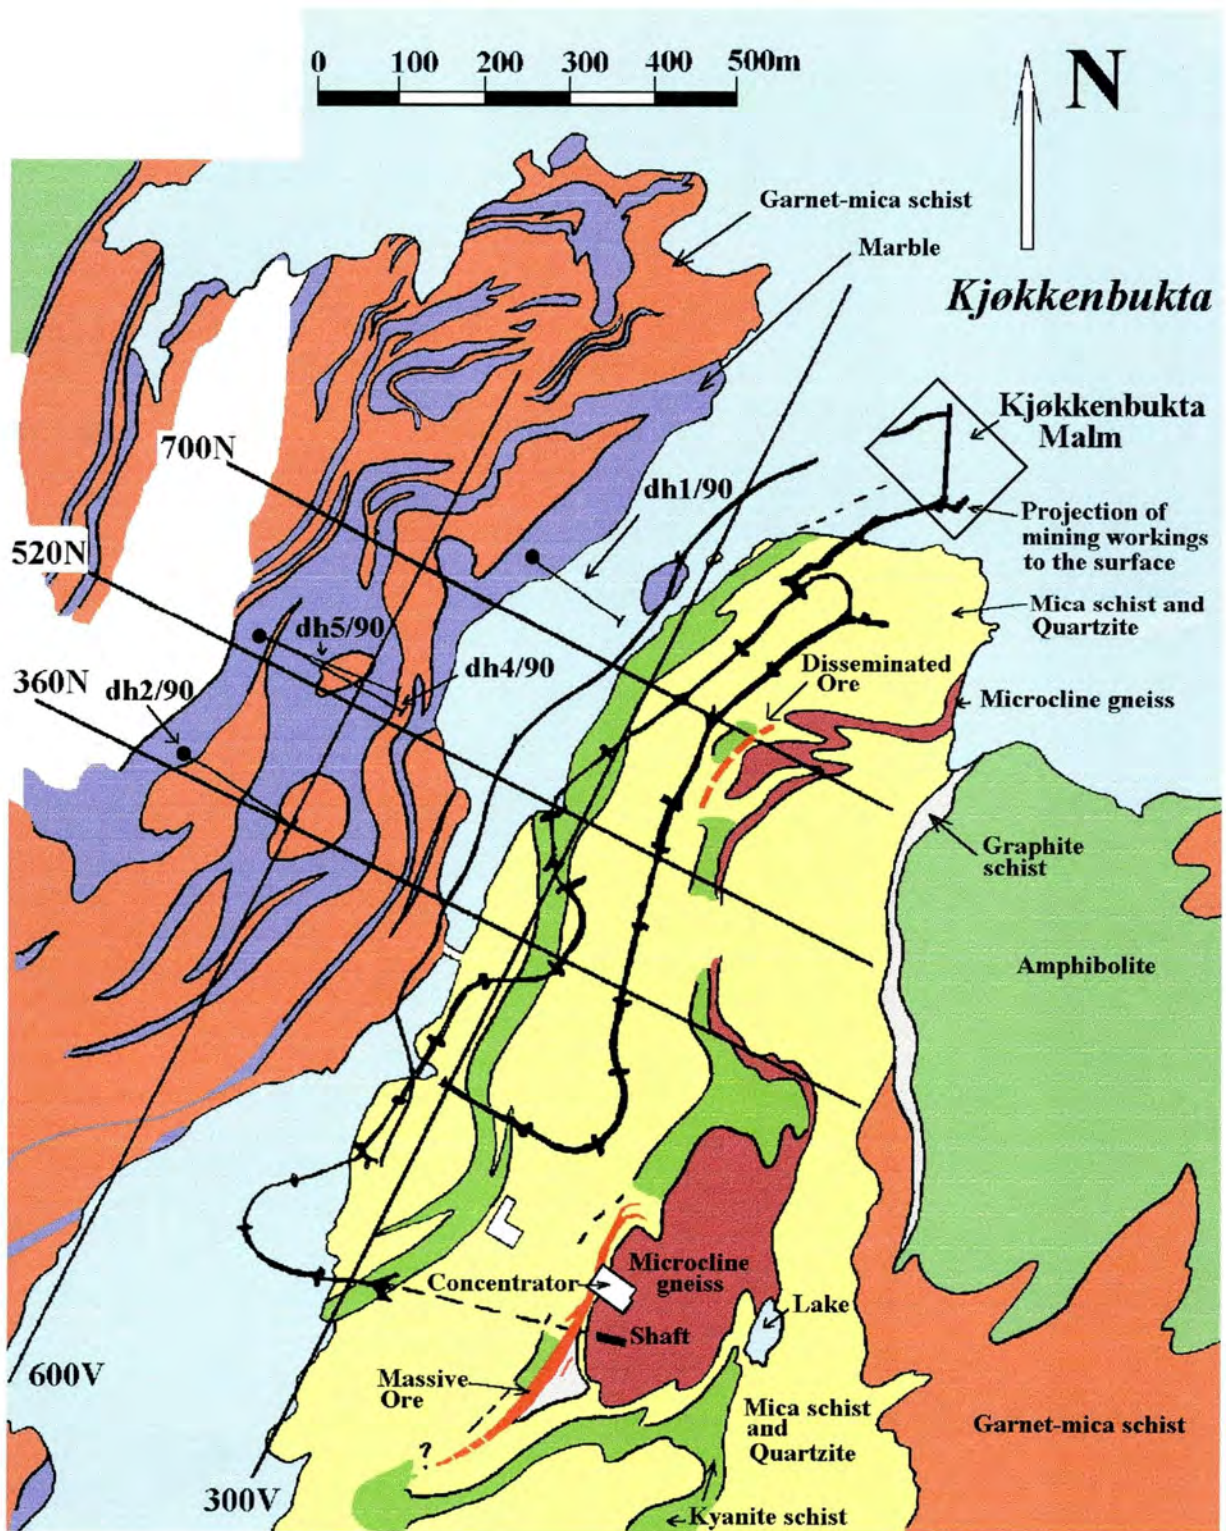 0 100 200 300 400 500m
N
Garnet-mica schist
Marble
Kjøkkenbukta
Kjøkkenbukta
Malm
700N
dh1/90
Projection of
mining workings
to the surface
520N
Mica schist and
Quartzite
dh5/90
Disseminated
Ore
dh4/90
360N
dh2/90
Microcline gneiss
Graphite
schist
Amphibolite
Microcline
gneiss
Concentrator
Lake
Shaft
600V
Massive
Ore
Mica schist
and
Quartzite
Garnet-mica schist
?
300V
Kyanite schist